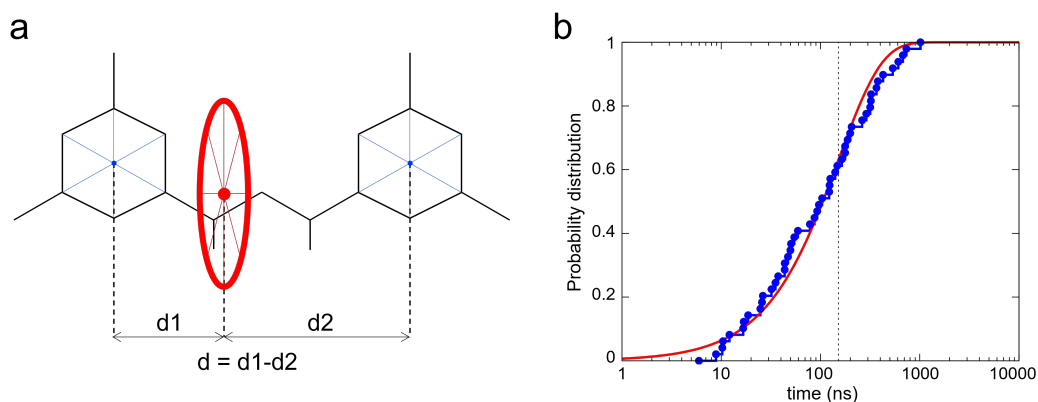 a
d1
d2
d = d1-d2
b
Probability distribution
1
0.8
0.6
0.4
0.2
0
1
10
100
1000
10000
time (ns)